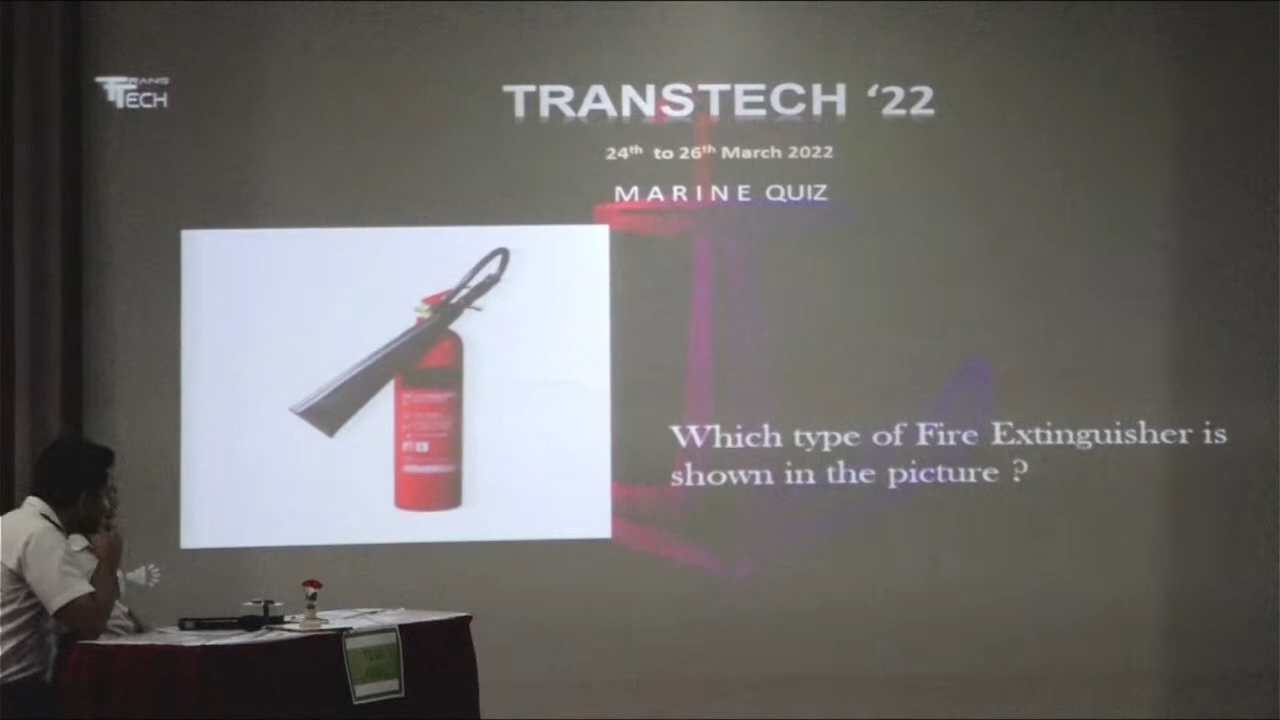 TRANS
TECH
TRANSTECH ‘22
24th to 26th March 2022
MARINE QUIZ
Which type of Fire Extinguisher is
shown in the picture ?